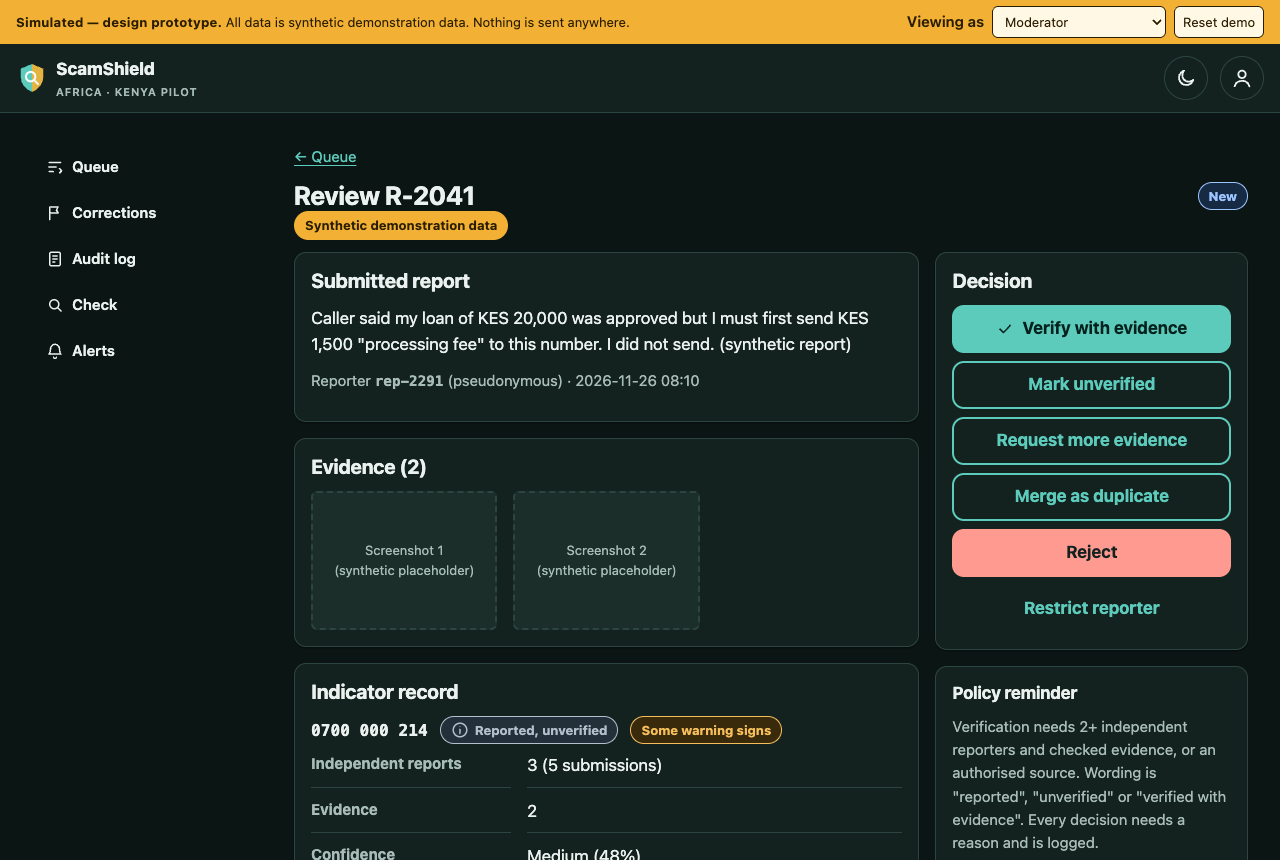 Simulated — design prototype. All data is synthetic demonstration data. Nothing is sent anywhere.
Viewing as
Moderator
Reset demo
ScamShield
AFRICA · KENYA PILOT
Queue
Corrections
Audit log
Check
Alerts
← Queue
Review R-2041
New
Synthetic demonstration data
Submitted report
Caller said my loan of KES 20,000 was approved but I must first send KES
1,500 "processing fee" to this number. I did not send. (synthetic report)
Reporter rep-2291 (pseudonymous) · 2026-11-26 08:10
Evidence (2)
Screenshot 1
(synthetic placeholder)
Screenshot 2
(synthetic placeholder)
Indicator record
0700 000 214
Reported, unverified
Some warning signs
Independent reports
3 (5 submissions)
Evidence
2
Confidence
Medium (48%)
Decision
✓ Verify with evidence
Mark unverified
Request more evidence
Merge as duplicate
Reject
Restrict reporter
Policy reminder
Verification needs 2+ independent
reporters and checked evidence, or an
authorised source. Wording is
"reported", "unverified" or "verified with
evidence". Every decision needs a
reason and is logged.